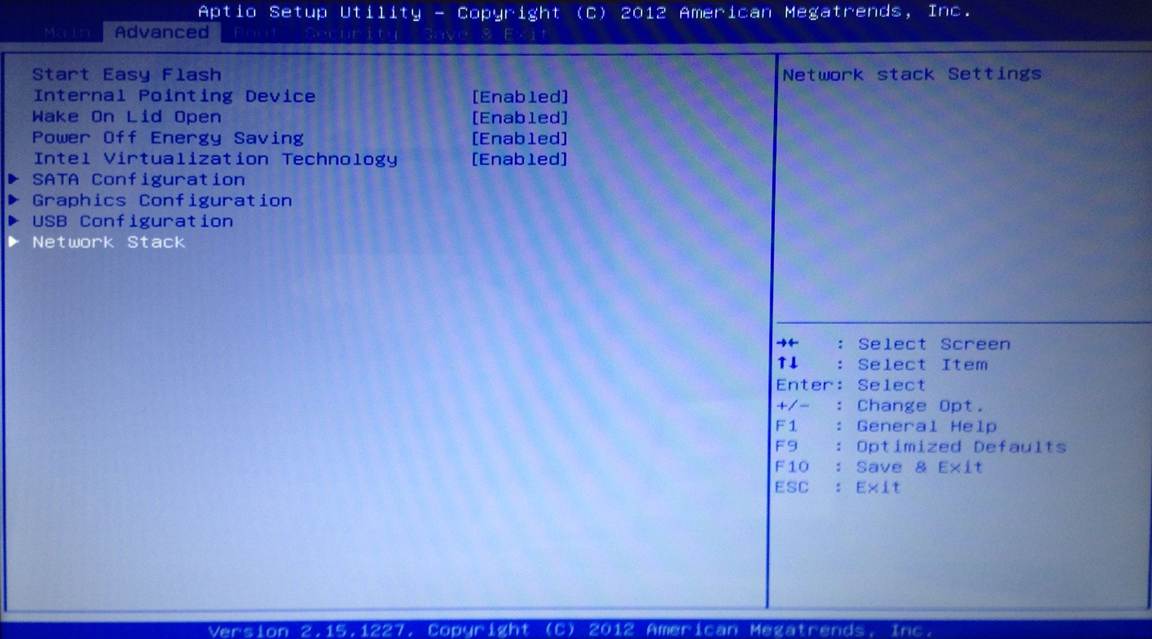 Aptio Setup Utility - Copyright (C) 2012 American Megatrends, Inc.
Main Advanced Boot Security Save & Exit
Start Easy Flash
Internal Pointing Device [Enabled]
Wake On Lid Open [Enabled]
Power Off Energy Saving [Enabled]
Intel Virtualization Technology [Enabled]
▶ SATA Configuration
▶ Graphics Configuration
▶ USB Configuration
▶ Network Stack
Network stack Settings
→← : Select Screen
↑↓ : Select Item
Enter: Select
+/- : Change Opt.
F1 : General Help
F9 : Optimized Defaults
F10 : Save & Exit
ESC : Exit
Version 2.15.1227. Copyright (C) 2012 American Megatrends, Inc.